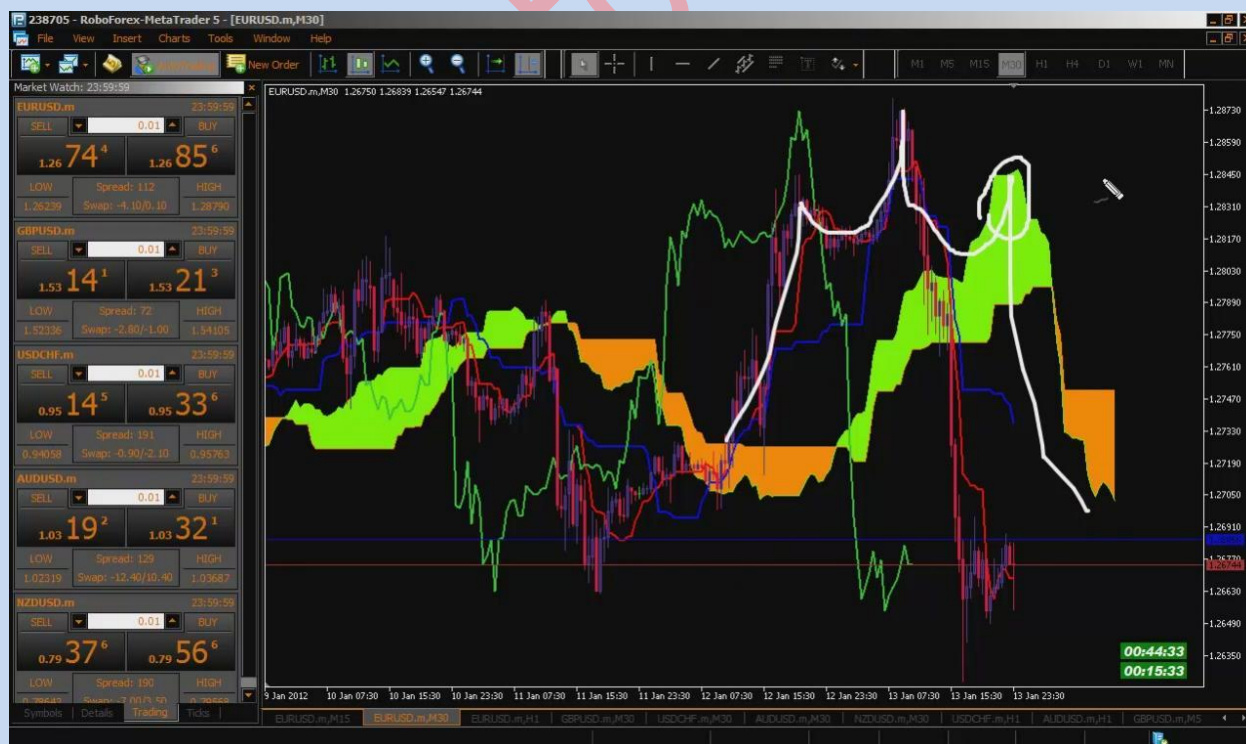 238705 - RoboForex-MetaTrader 5 - [EURUSD.m,M30]
File View Insert Charts Tools Window Help
New Order M1 M5 M15 M30 H1 H4 D1 W1 MN
Market Watch: 23:59:59
EURUSD.m 23:59:59
SELL 0.01 BUY
1.26 74 4 1.26 85 6
LOW Spread: 112 HIGH
1.26239 Swap: -4.10/0.10 1.28790
GBPUSD.m 23:59:59
SELL 0.01 BUY
1.53 14 1 1.53 21 3
LOW Spread: 72 HIGH
1.52336 Swap: -2.60/-1.00 1.54105
USDCHF.m 23:59:59
SELL 0.01 BUY
0.95 14 5 0.95 33 6
LOW Spread: 191 HIGH
0.94058 Swap: -0.90/-2.10 0.95763
AUDUSD.m 23:59:59
SELL 0.01 BUY
1.03 19 2 1.03 32 1
LOW Spread: 129 HIGH
1.02319 Swap: -12.40/10.40 1.03687
NZDUSD.m 23:59:59
SELL 0.01 BUY
0.79 37 6 0.79 56 6
LOW Spread: 190 HIGH
Symbols Details Trading Ticks
EURUSD.m,M30 1.26750 1.26839 1.26547 1.26744
1.28730
1.28590
1.28450
1.28310
1.28170
1.28030
1.27890
1.27750
1.27610
1.27470
1.27330
1.27190
1.27050
1.26910
1.26770
1.26744
1.26630
1.26490
1.26350
00:44:33
00:15:33
9 Jan 2012 10 Jan 07:30 10 Jan 15:30 10 Jan 23:30 11 Jan 07:30 11 Jan 15:30 11 Jan 23:30 12 Jan 07:30 12 Jan 15:30 12 Jan 23:30 13 Jan 07:30 13 Jan 15:30 13 Jan 23:30
EURUSD.m,M15 EURUSD.m,M30 EURUSD.m,H1 GBPUSD.m,M30 USDCHF.m,M30 AUDUSD.m,M30 NZDUSD.m,M30 USDCHF.m,H1 AUDUSD.m,H1 GBPUSD.m,M5